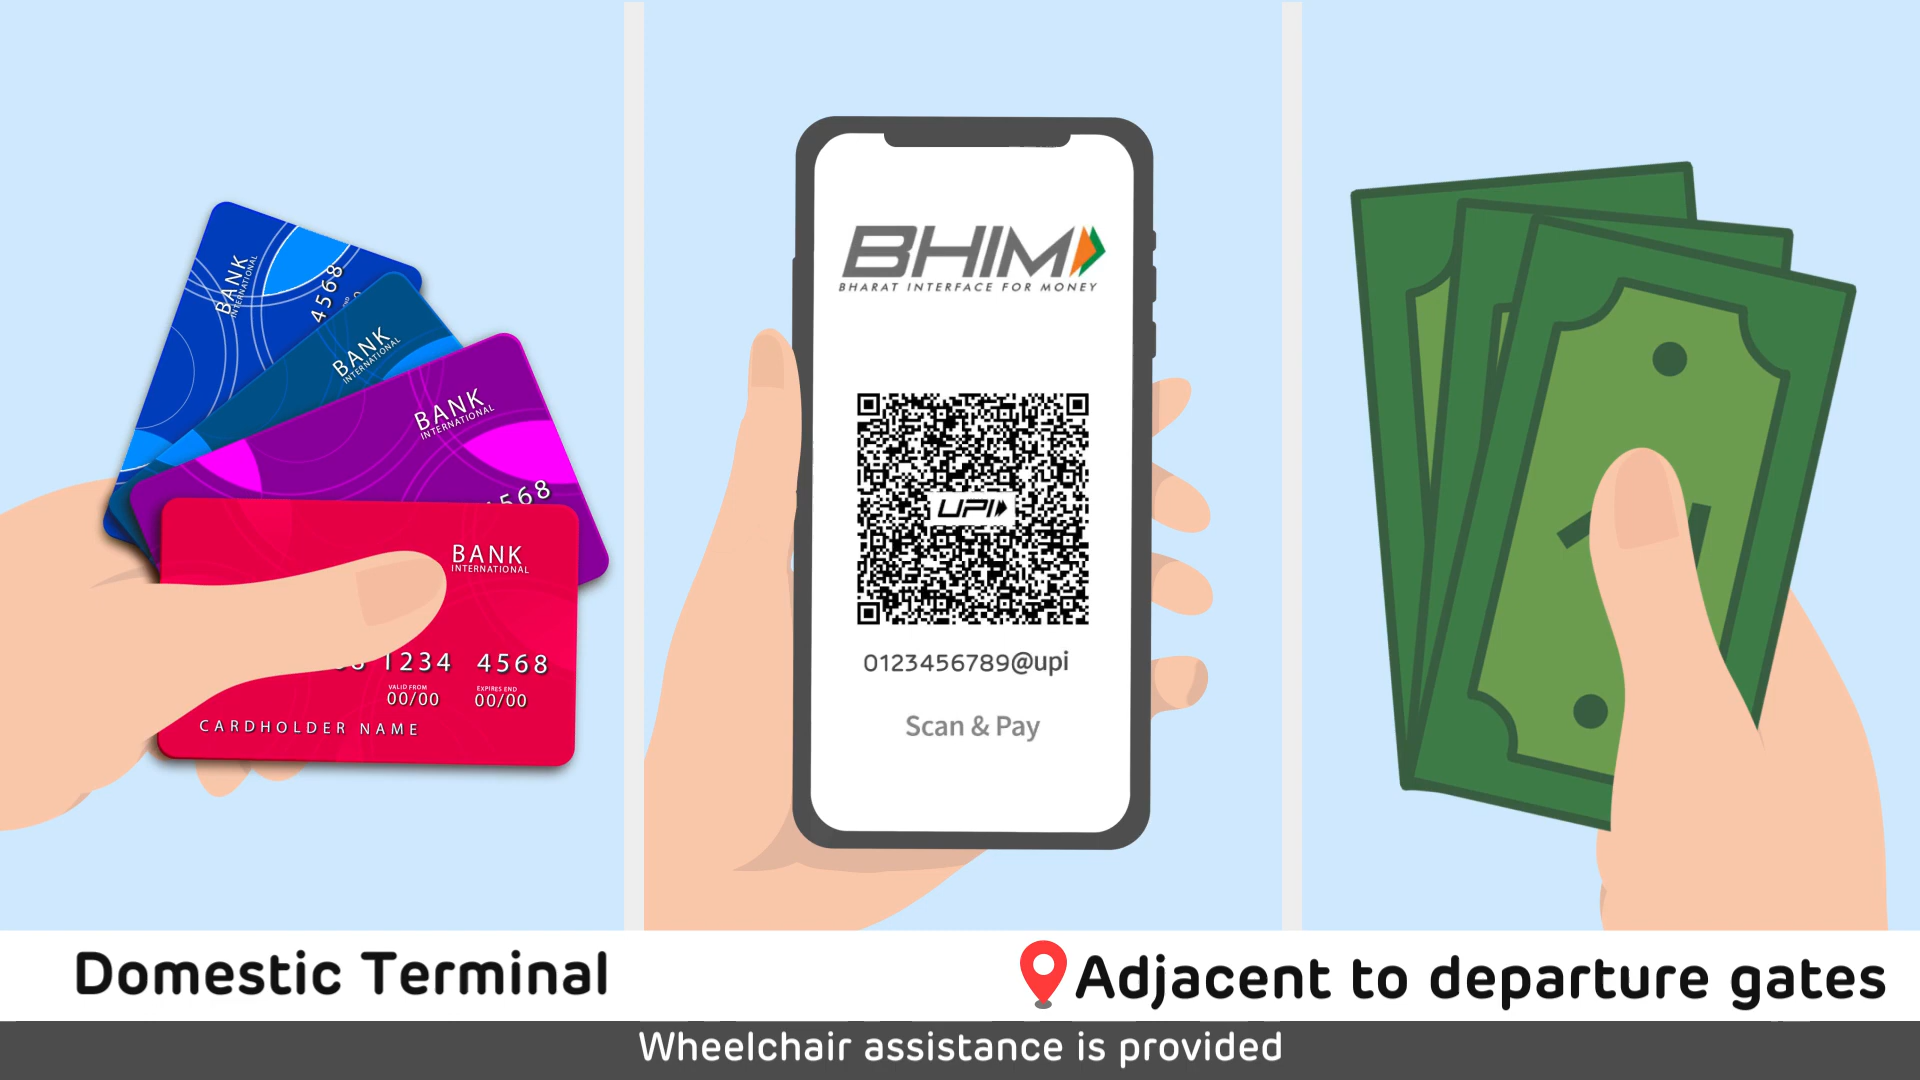 BANK
INTERNATIONAL
4568
BANK
INTERNATIONAL
BANK
INTERNATIONAL
4568
BANK
INTERNATIONAL
1234 4568
VALID FROM
00/00
EXPIRES END
00/00
CARDHOLDER NAME
BHIM
BHARAT INTERFACE FOR MONEY
UPI
0123456789@upi
Scan & Pay
Domestic Terminal
Adjacent to departure gates
Wheelchair assistance is provided